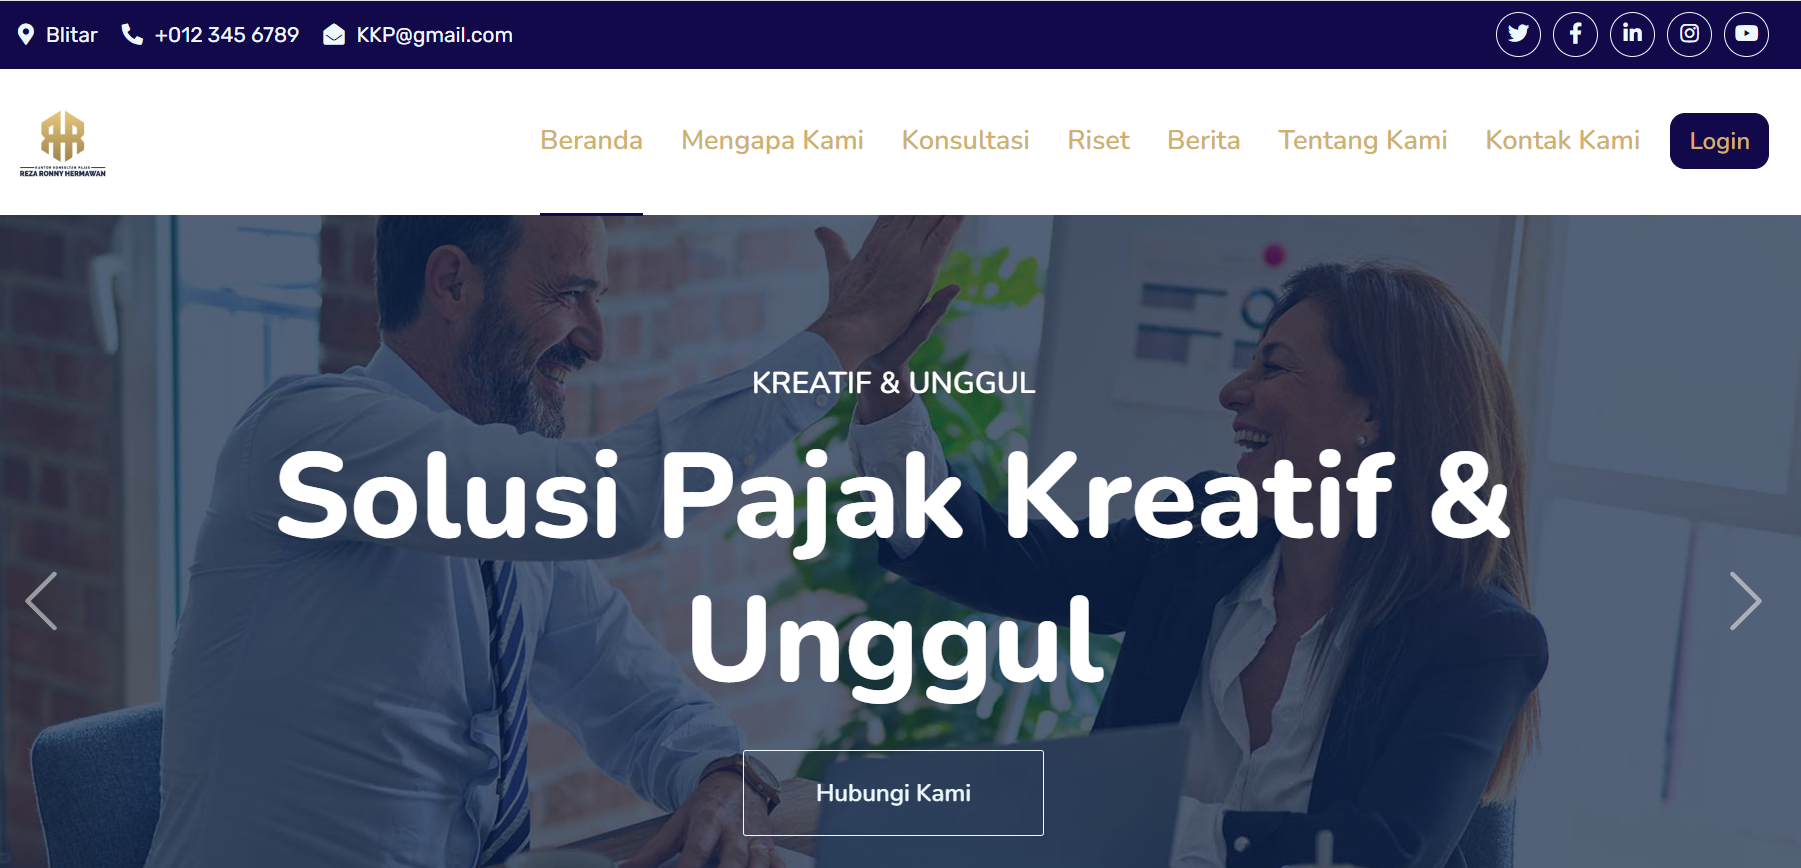 Blitar +012 345 6789 KKP@gmail.com
KANTOR KONSULTAN PAJAK
REZA RONNY HERMAWAN
Beranda Mengapa Kami Konsultasi Riset Berita Tentang Kami Kontak Kami Login
KREATIF & UNGGUL
Solusi Pajak Kreatif &
Unggul
Hubungi Kami